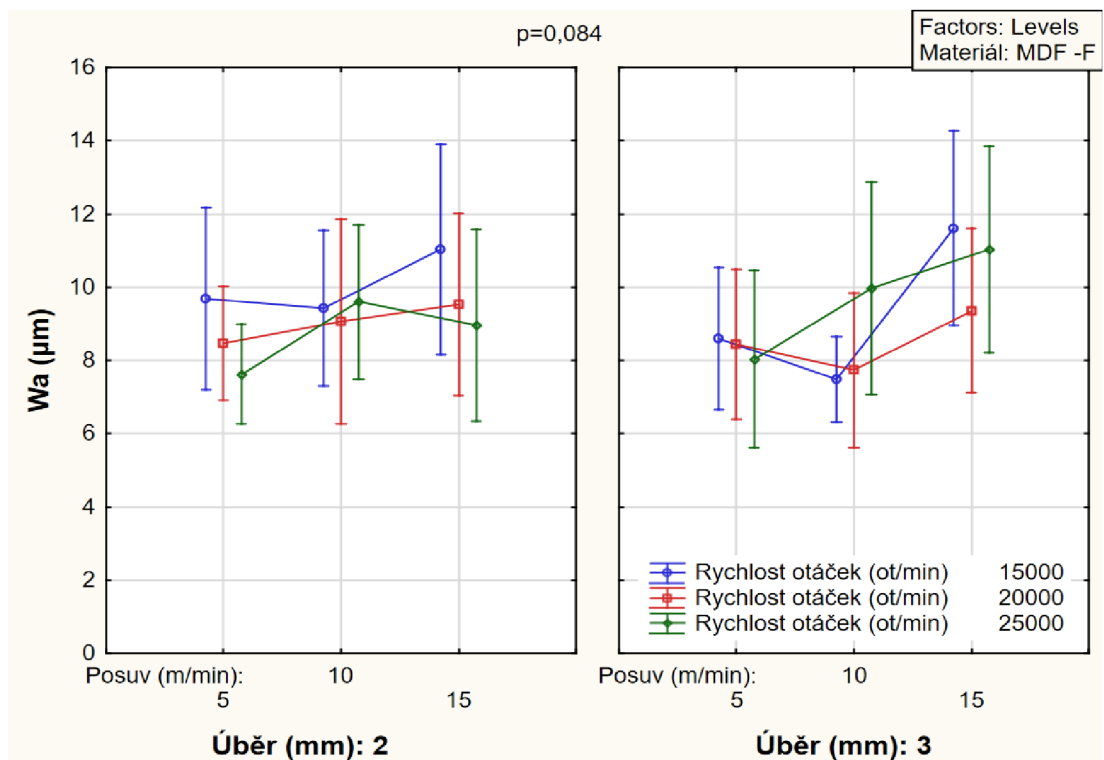 p=0,084
Factors: Levels
Materiál: MDF -F
Wa (μm)
16
14
12
10
8
6
4
2
0
Rychlost otáček (ot/min) 15000
Rychlost otáček (ot/min) 20000
Rychlost otáček (ot/min) 25000
Posuv (m/min): 10 10
5 15 5 15
Úběr (mm): 2 Úběr (mm): 3